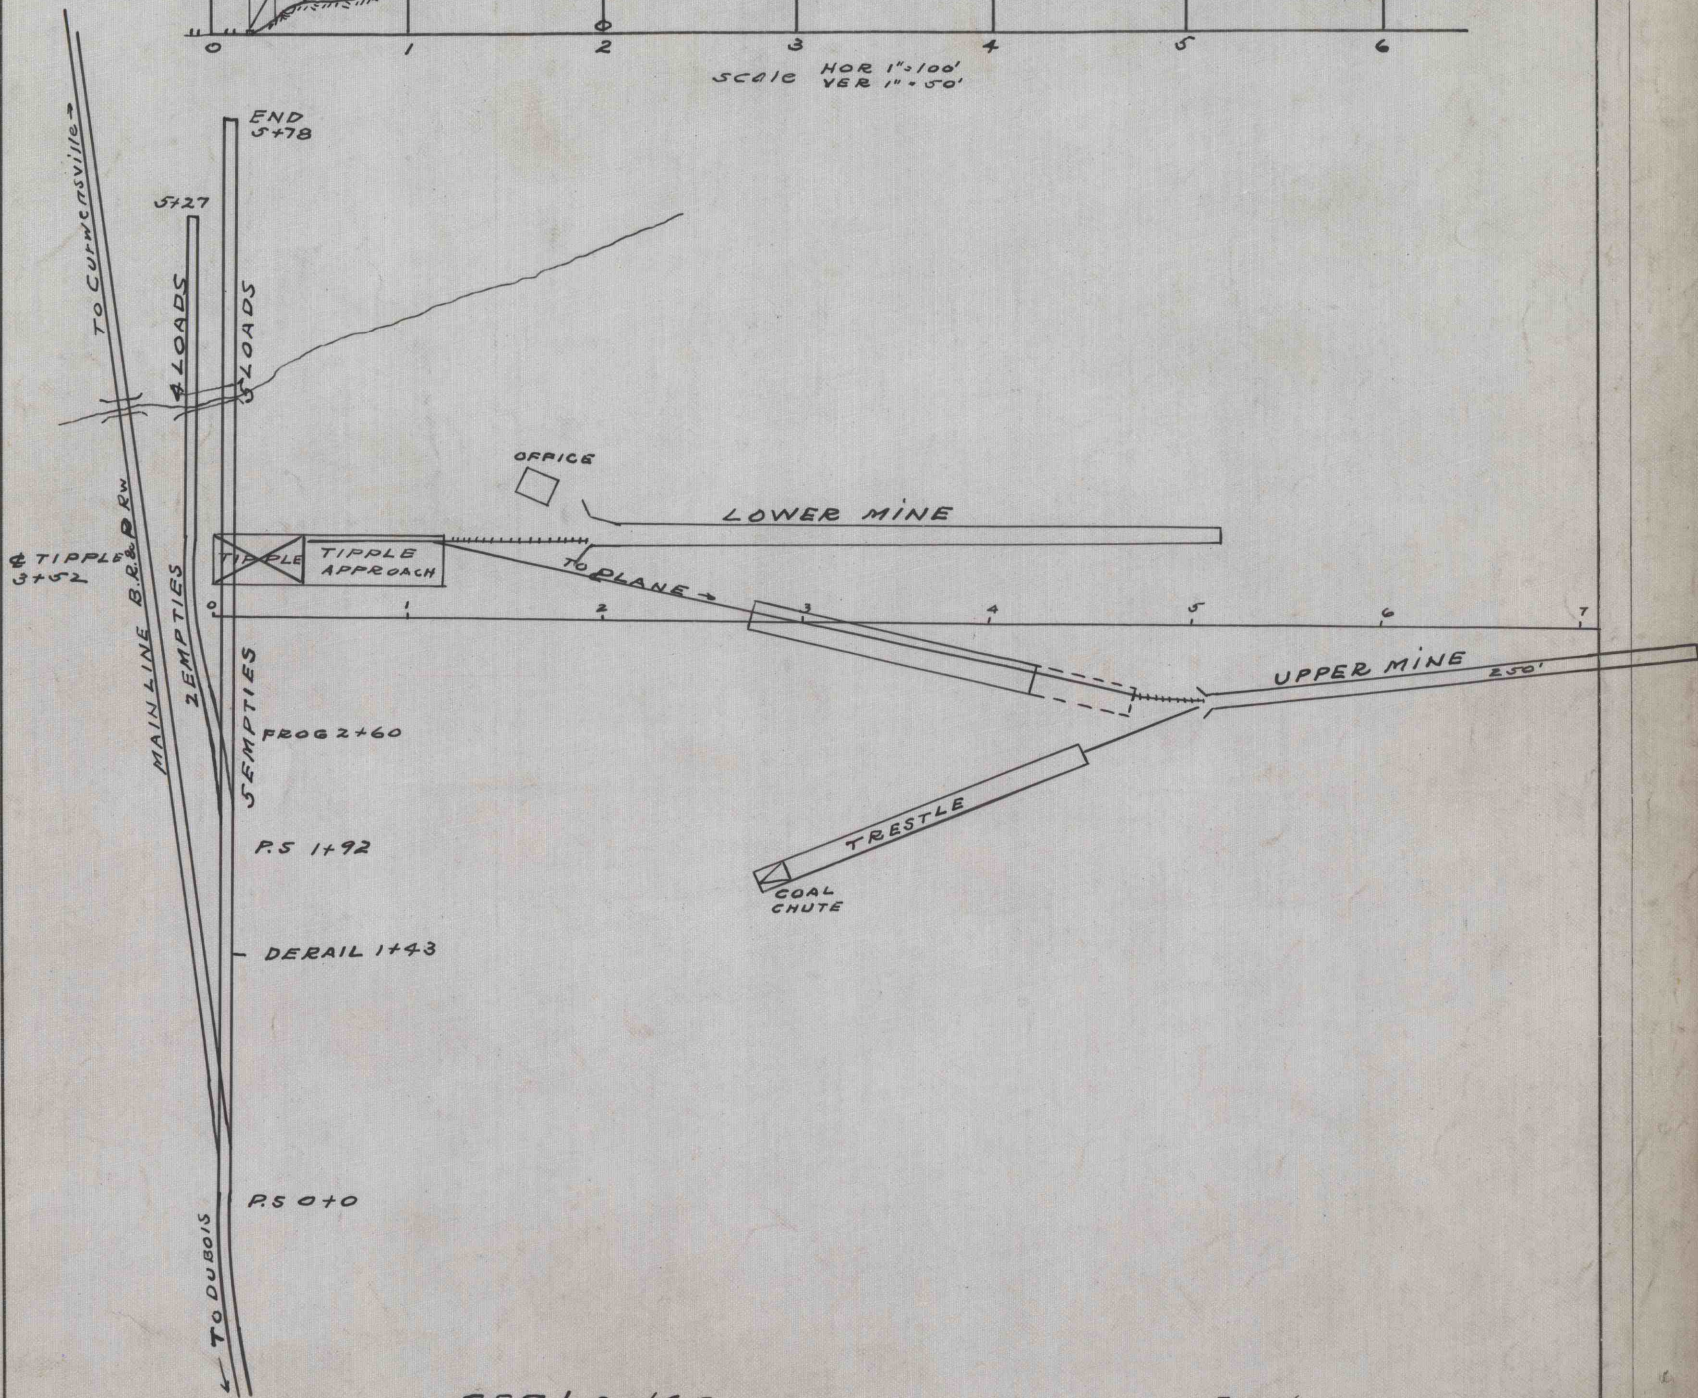 0 1 2 3 4 5 6
scale HOR 1"=100'
VER 1"=50'
END
5+78
TO Curwensville
5+27
4 LOADS
5 LOADS
OFFICE
LOWER MINE
℄ TIPPLE
3+52
TIPPLE
TIPPLE
APPROACH
TO PLANE
MAIN LINE B.R.&P. RW
2 EMPTIES
0 1 2 3 4 5 6 7
5 EMPTIES
UPPER MINE
250'
FROG 2+60
TRESTLE
P.S 1+92
COAL
CHUTE
DERAIL 1+43
P.S 0+0
TO DUBOIS